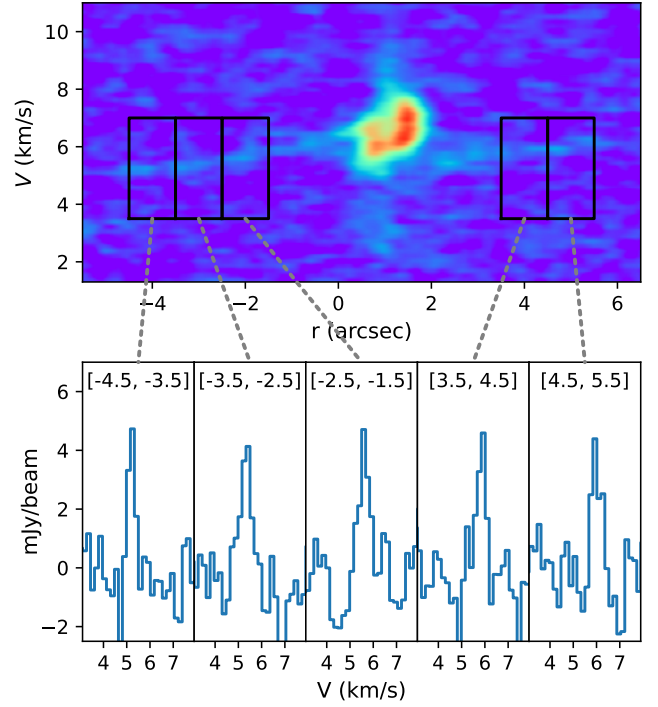 10
8
6
4
2
V (km/s)
−4 −2 0 2 4 6
r (arcsec)
[-4.5, -3.5] [-3.5, -2.5] [-2.5, -1.5] [3.5, 4.5] [4.5, 5.5]
6
4
2
0
−2
mJy/beam
4 5 6 7 4 5 6 7 4 5 6 7 4 5 6 7 4 5 6 7
V (km/s)